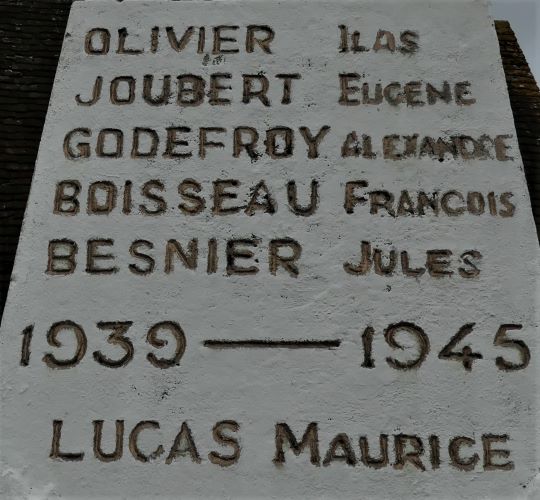 OLIVIER ILAS
JOUBERT EUGENE
GODEFROY ALEXANDRE
BOISSEAU FRANCOIS
BESNIER JULES
1939 — 1945
LUCAS MAURICE